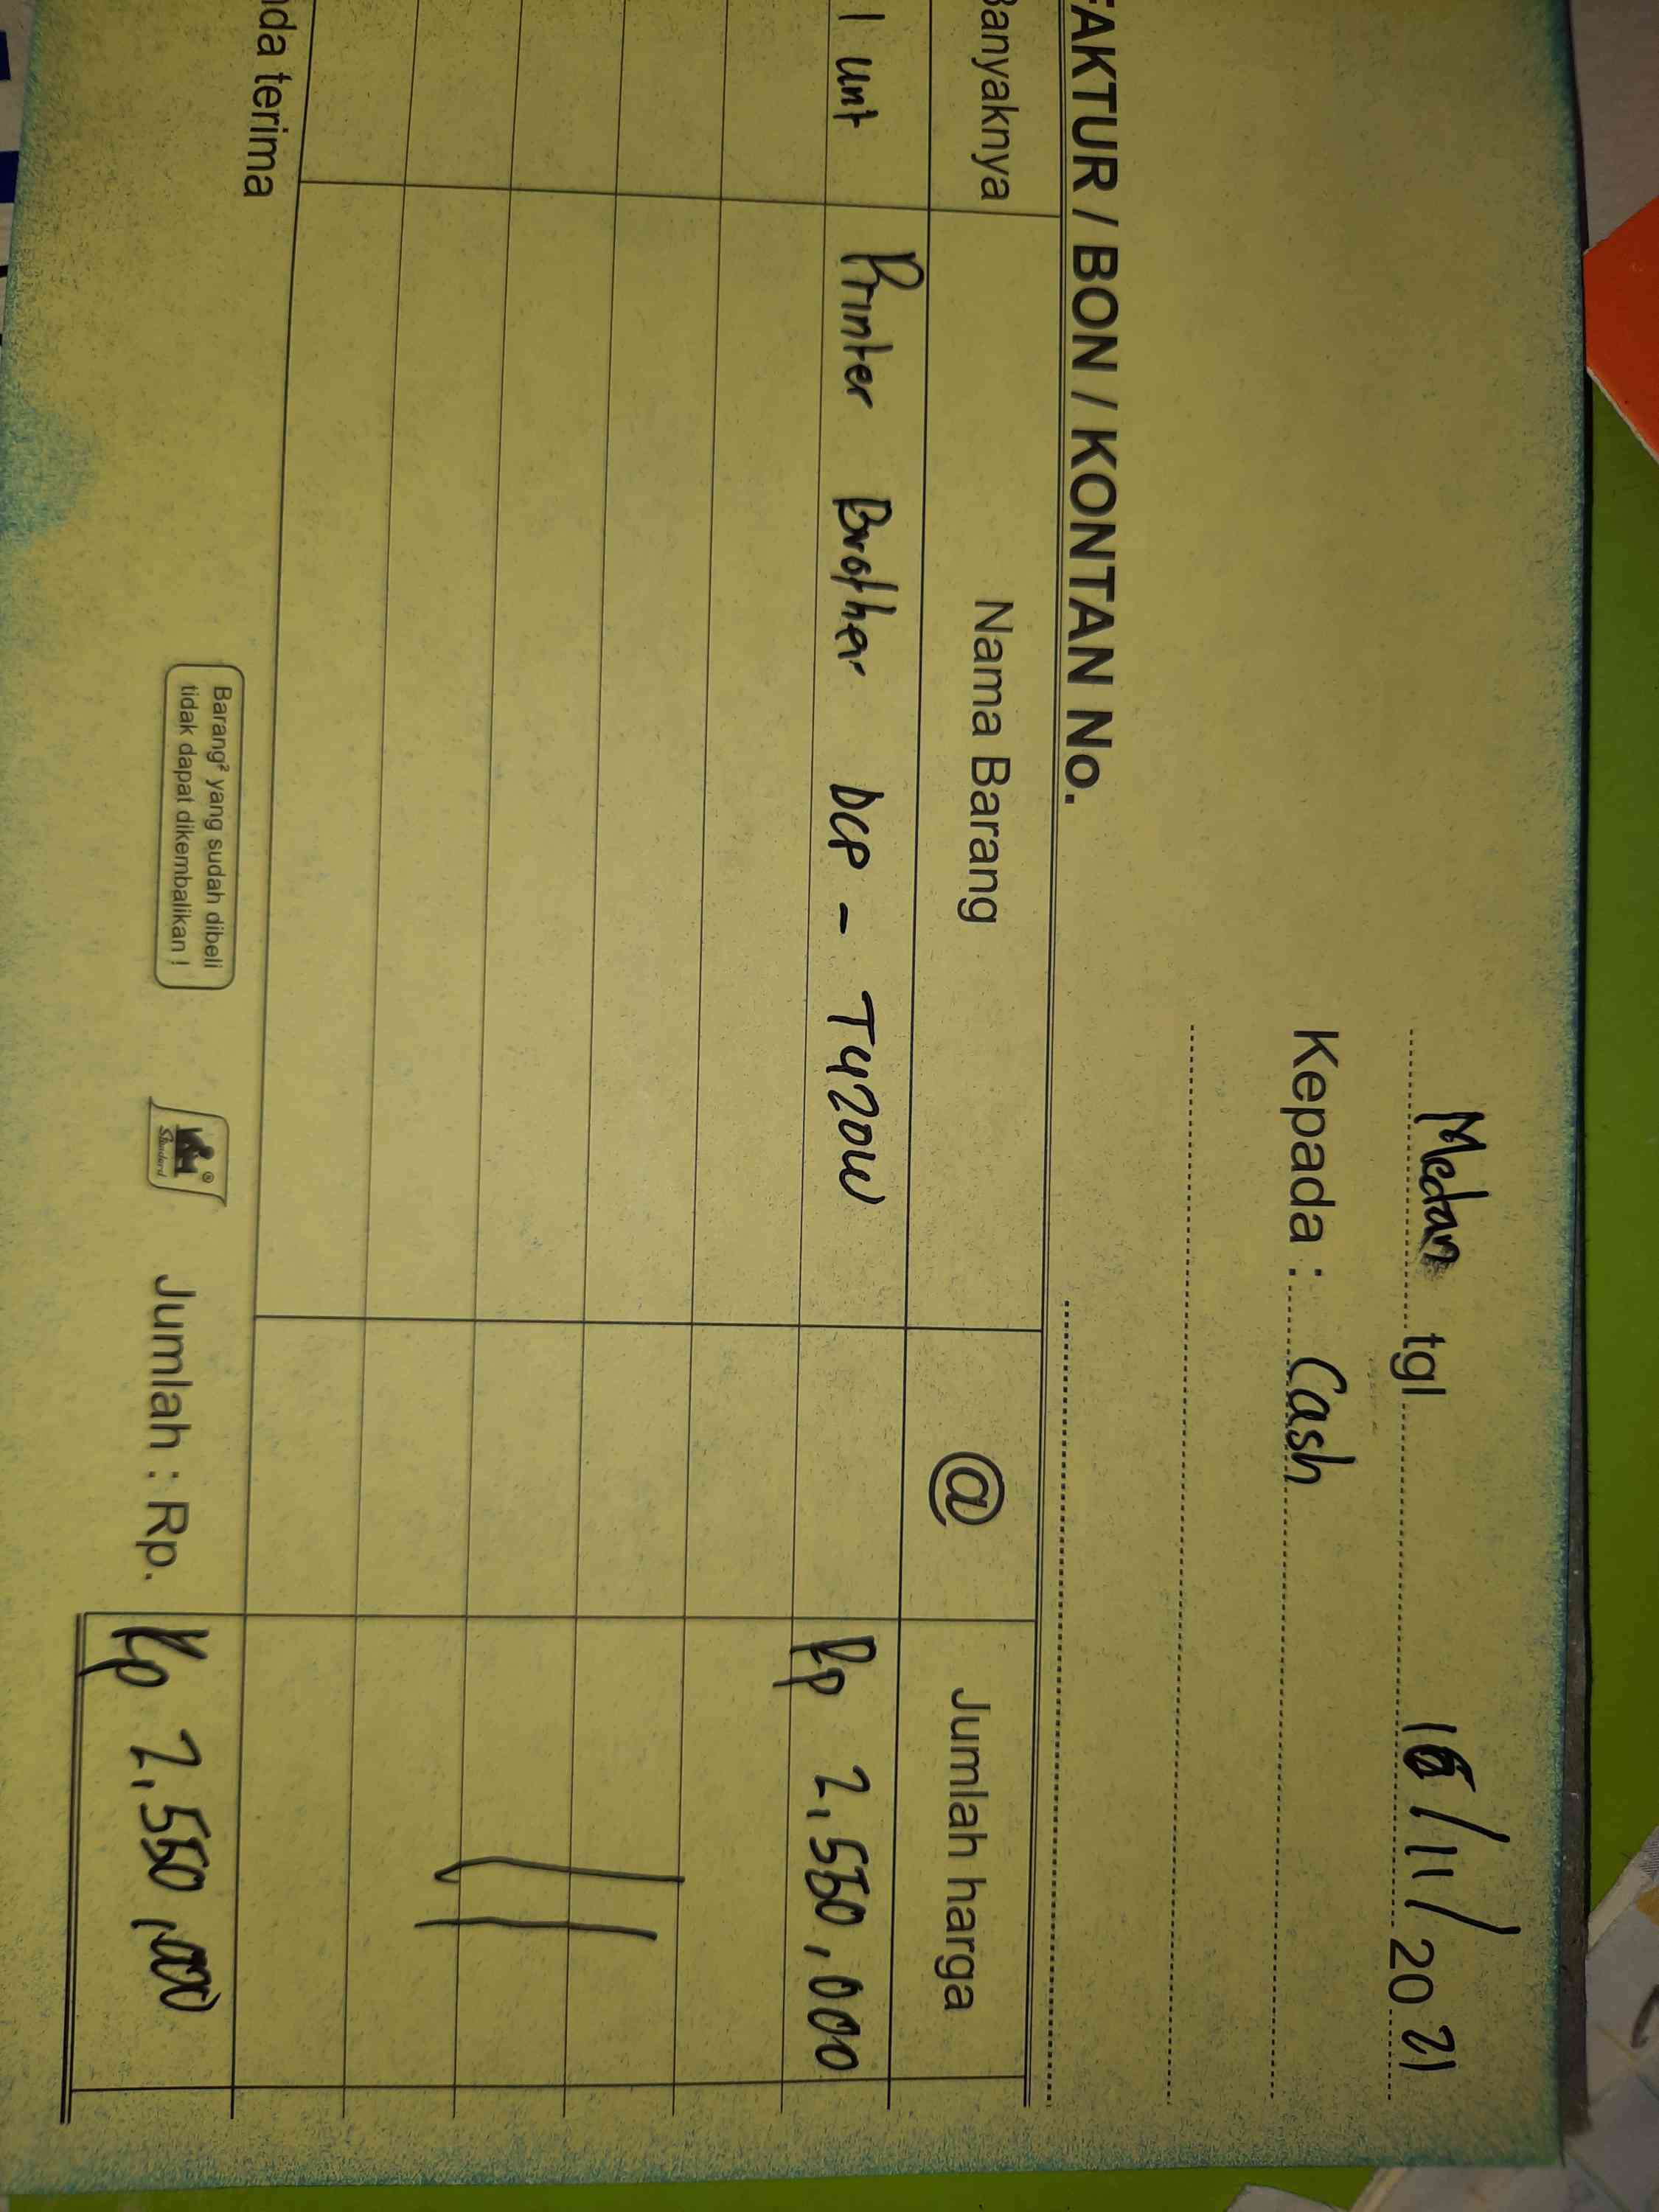 Medan tgl 16/11/2021
Kepada : Cash
FAKTUR / BON / KONTAN No.
Banyaknya Nama Barang @ Jumlah harga
1 unt Printer Brother DCP - T420W Rp 2.550.000
nda terima
Barang² yang sudah dibeli
tidak dapat dikembalikan !
Standard
Jumlah : Rp. Rp 2.550.000